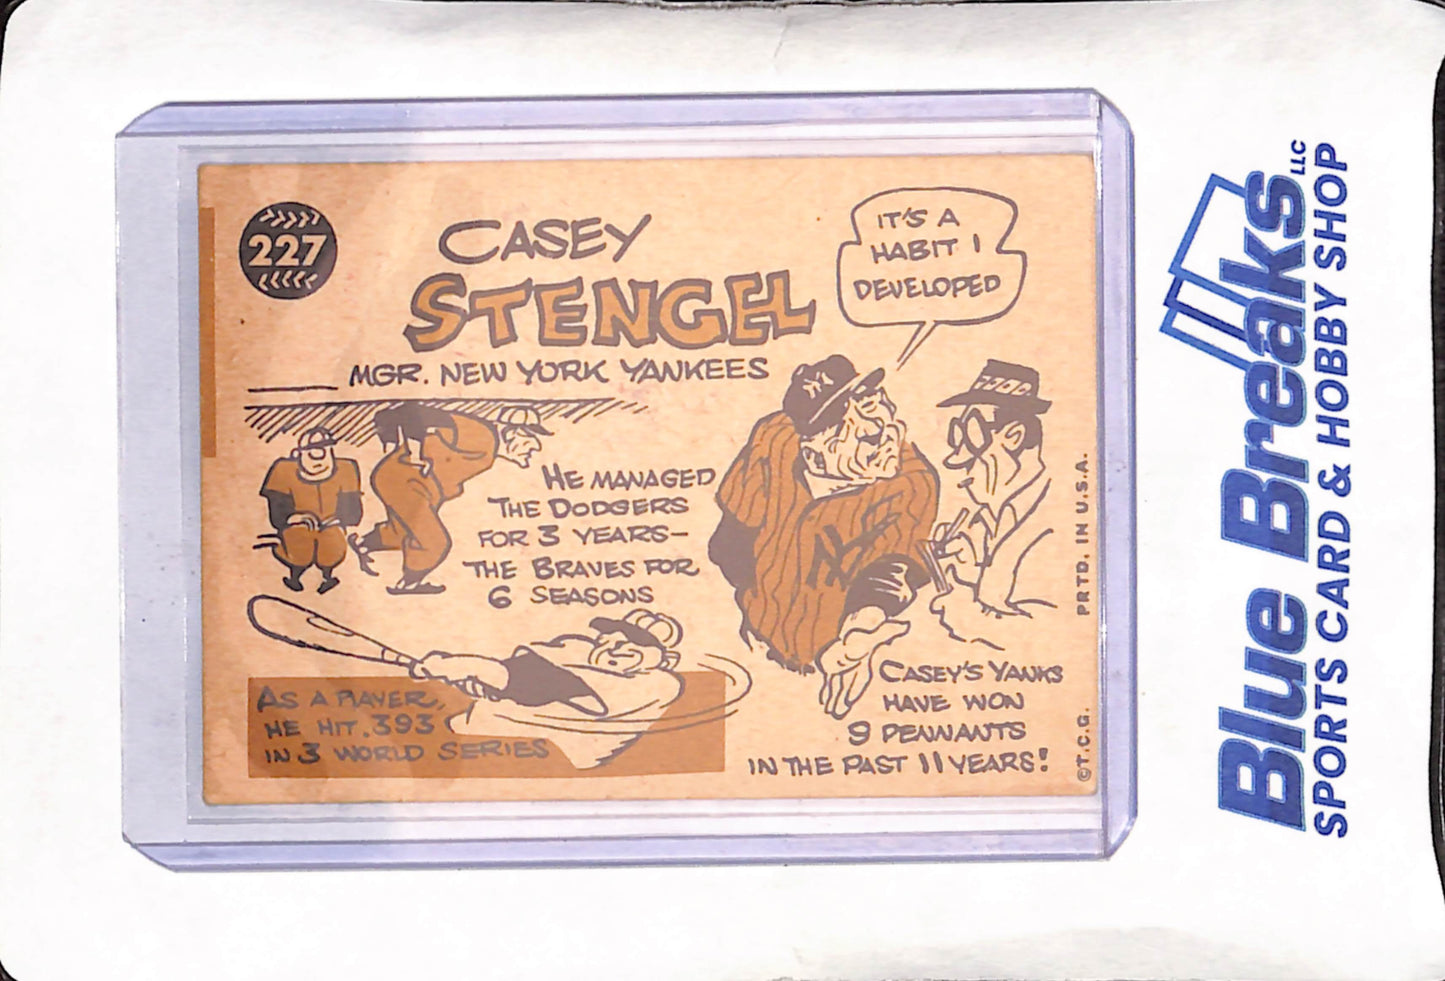 227
CASEY
STENGEL
MGR. NEW YORK YANKEES
IT'S A
HABIT I
DEVELOPED
HE MANAGED
THE DODGERS
FOR 3 YEARS-
THE BRAVES FOR
6 SEASONS
AS A PLAYER,
HE HIT .393
IN 3 WORLD SERIES
CASEY'S YANKS
HAVE WON
9 PENNANTS
IN THE PAST 11 YEARS!
©T.C.G. PRTD. IN U.S.A.
NY
NY
Blue Breaks LLC
SPORTS CARD & HOBBY SHOP